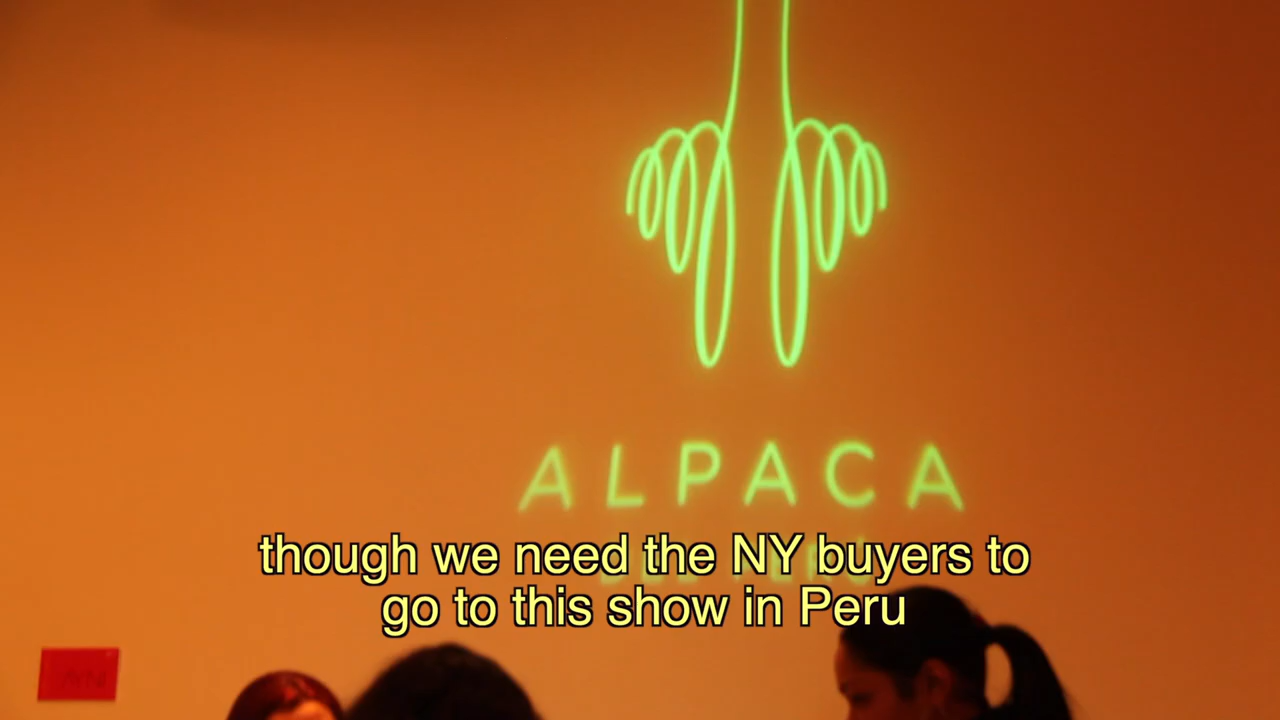 ALPACA
though we need the NY buyers to
go to this show in Peru